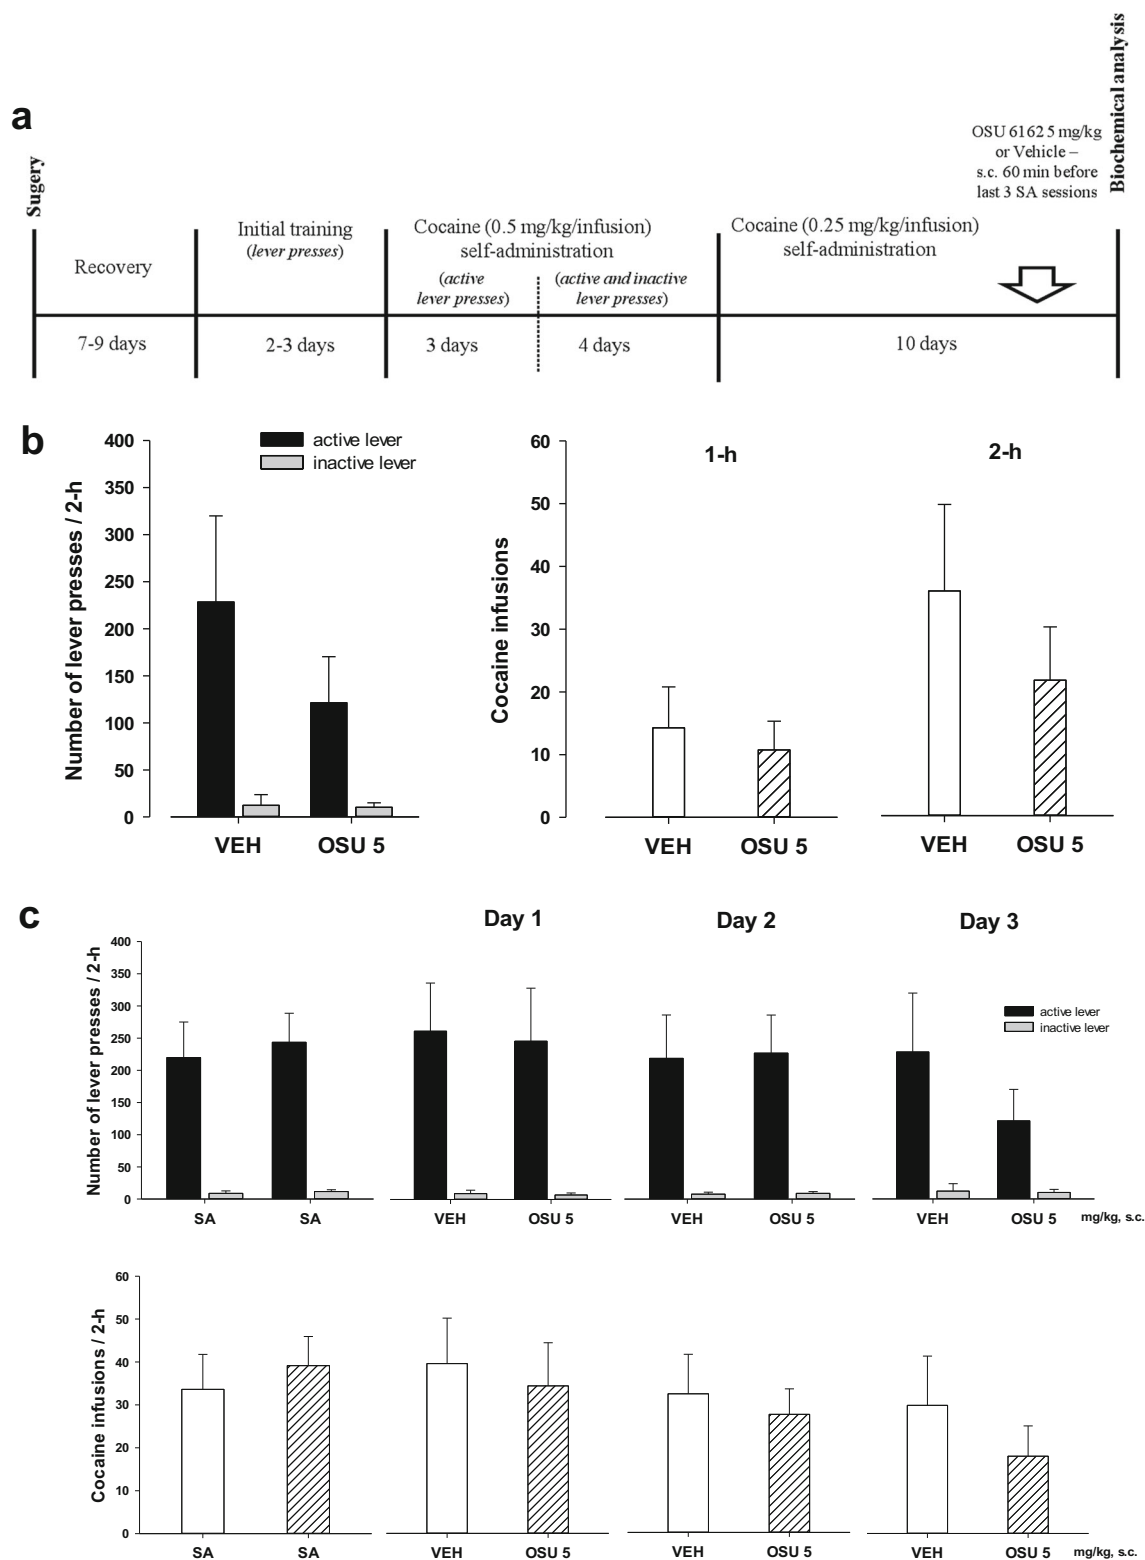 a
Sugery
Recovery
7-9 days
Initial training
(lever presses)
2-3 days
Cocaine (0.5 mg/kg/infusion)
self-administration
(active
lever presses)
3 days
(active and inactive
lever presses)
4 days
Cocaine (0.25 mg/kg/infusion)
self-administration
10 days
OSU 6162 5 mg/kg
or Vehicle –
s.c. 60 min before
last 3 SA sessions
Biochemical analysis
b
Number of lever presses / 2-h
400
350
300
250
200
150
100
50
0
active lever
inactive lever
VEH
OSU 5
Cocaine infusions
60
50
40
30
20
10
0
1-h
VEH
OSU 5
2-h
VEH
OSU 5
c
Day 1
Day 2
Day 3
Number of lever presses / 2-h
400
350
300
250
200
150
100
50
0
active lever
inactive lever
SA
SA
VEH
OSU 5
VEH
OSU 5
VEH
OSU 5
mg/kg, s.c.
Cocaine infusions / 2-h
60
50
40
30
20
10
0
SA
SA
VEH
OSU 5
VEH
OSU 5
VEH
OSU 5
mg/kg, s.c.